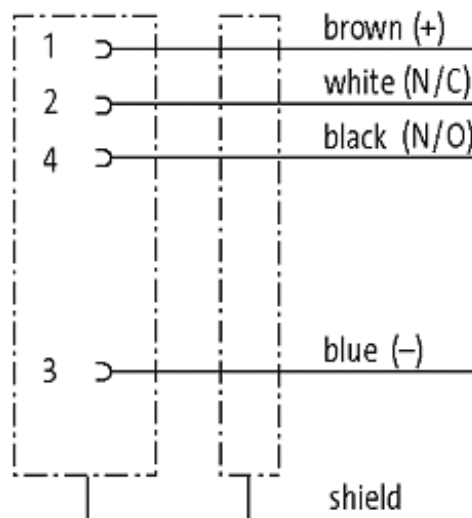 1 brown (+)
2 white (N/C)
4 black (N/O)
3 blue (–)
shield